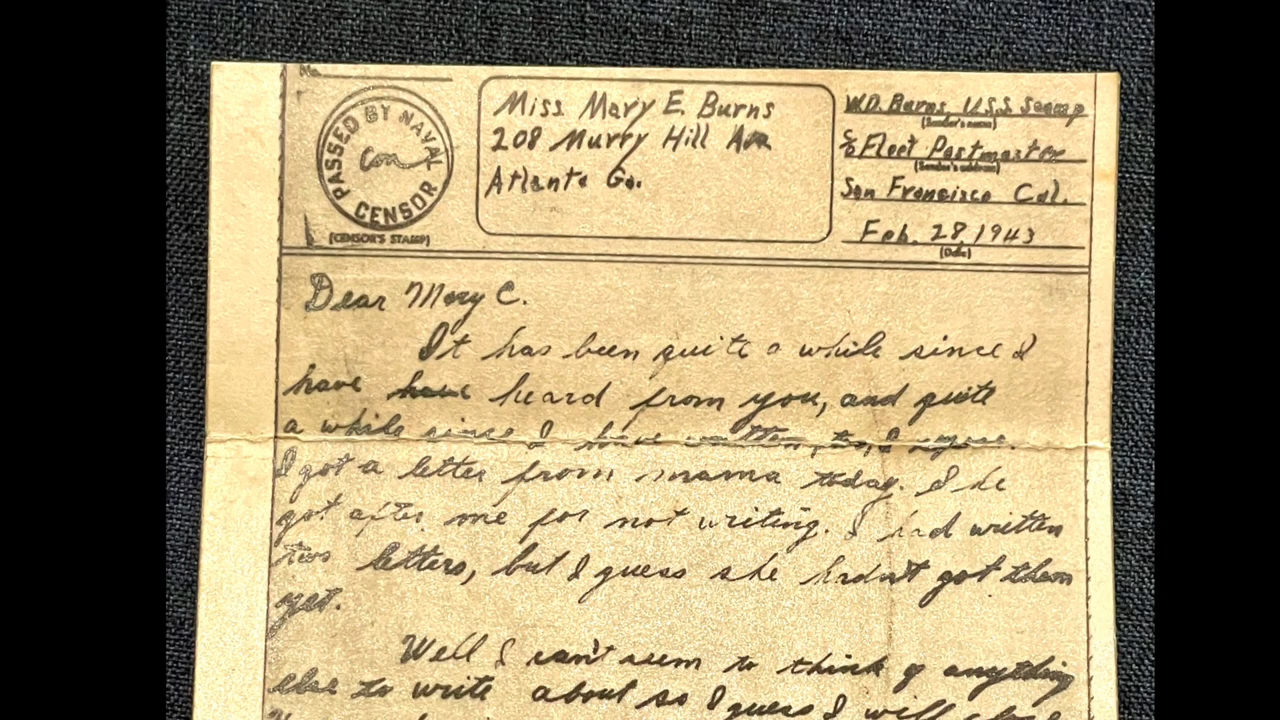 No.
PASSED BY NAVAL CENSOR
(CENSOR'S STAMP)
Miss Mary E. Burns
208 Murry Hill Av
Atlanta Ga.
W.D. Burns U.S.S. Scamp
(Sender's name)
c/o Fleet Postmaster
(Sender's address)
San Francisco Cal.
Feb. 28, 1943
(Date)
Dear Mary E.
It has been quite a while since I
have have heard from you, and quite
a while since I have written, too, I guess.
I got a letter from mama today. She
got after me for not writing. I had written
two letters, but I guess she hadn't got them
yet.
Well I can't seem to think of anything
else to write about so I guess I will